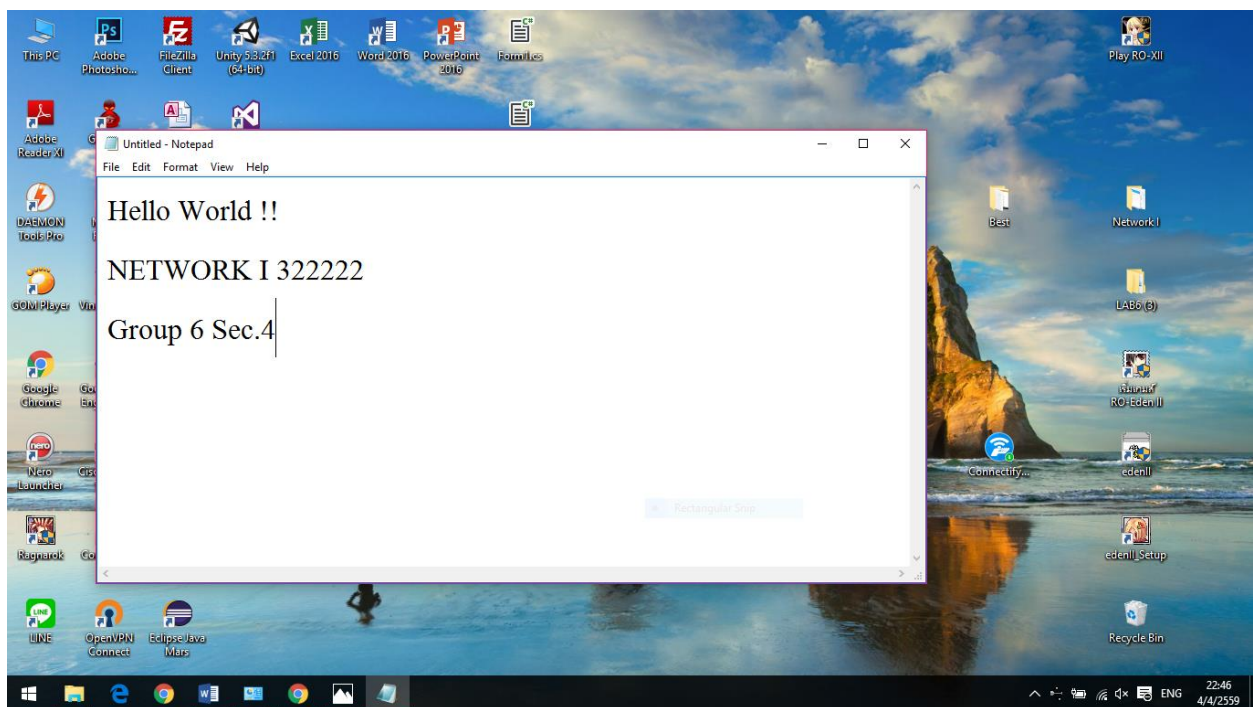 This PC
Adobe
Photosho...
FileZilla
Client
Unity 5.3.2f1
(64-bit)
Excel 2016
Word 2016
PowerPoint
2016
Form1.cs
Play RO-XII
Adobe
Reader XI
G
Untitled - Notepad
File Edit Format View Help
Hello World !!
NETWORK I 322222
Group 6 Sec.4
DAEMON
Tools Pro
Best
Network I
GOM Player
LAB6 (3)
Google
Chrome
RO-Eden II
Nero
Launcher
Connectify...
edenII
Rectangular Snip
Ragnarok
edenII_Setup
LINE
OpenVPN
Connect
Eclipse Java
Mars
Recycle Bin
ENG
22:46
4/4/2559